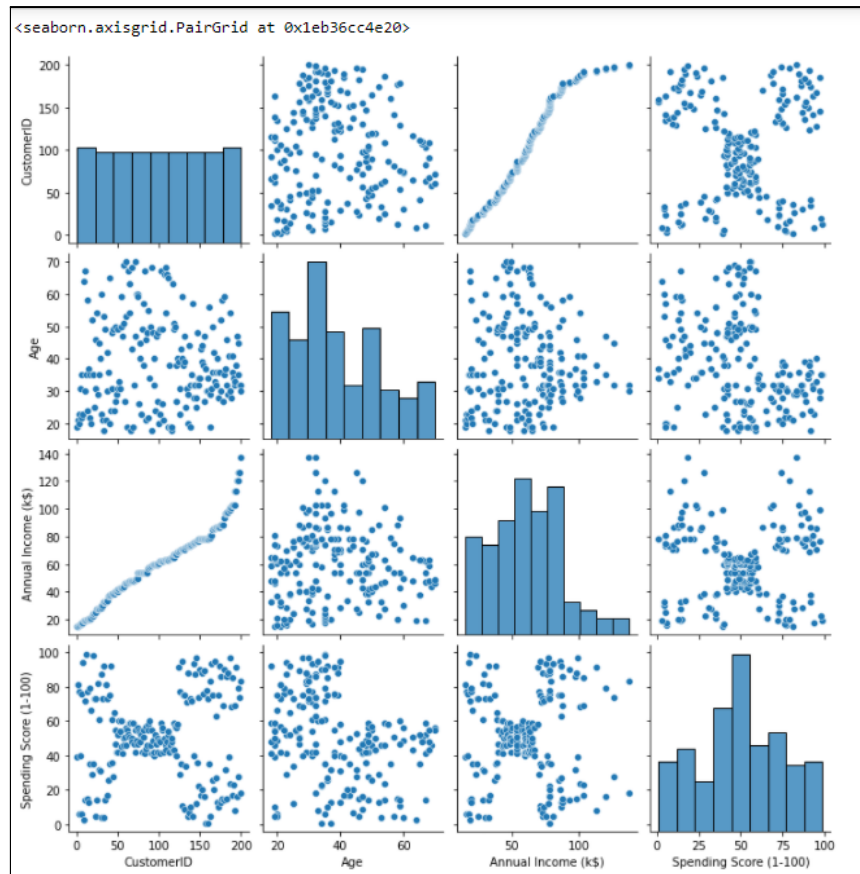 <seaborn.axisgrid.PairGrid at 0x1eb36cc4e20>
200
150
100
50
0
CustomerID
70
60
50
40
30
20
Age
140
120
100
80
60
40
20
Annual Income (k$)
100
80
60
40
20
0
Spending Score (1-100)
0 50 100 150 200
20 40 60
50 100
0 25 50 75 100
CustomerID
Age
Annual Income (k$)
Spending Score (1-100)